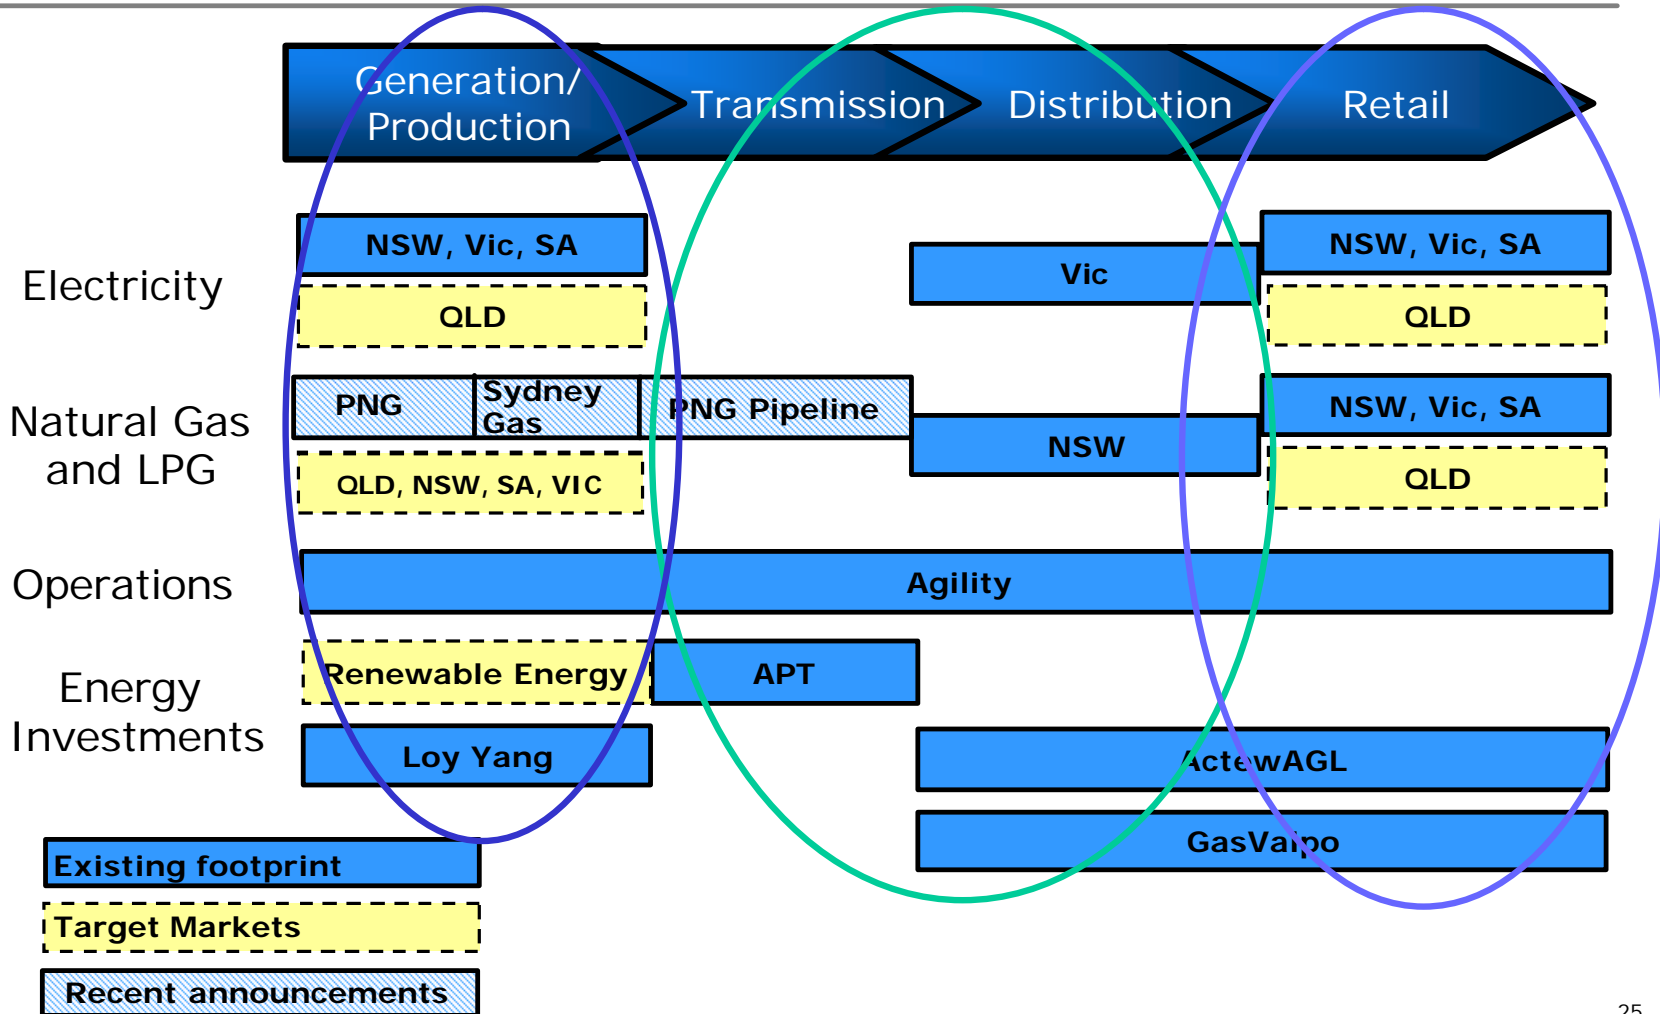 Generation/
Production
Transmission
Distribution
Retail
Electricity
NSW, Vic, SA
QLD
Vic
NSW, Vic, SA
QLD
Natural Gas
and LPG
PNG
Sydney
Gas
PNG Pipeline
QLD, NSW, SA, VIC
NSW
NSW, Vic, SA
QLD
Operations
Agility
Energy
Investments
Renewable Energy
APT
Loy Yang
ActewAGL
GasValpo
Existing footprint
Target Markets
Recent announcements
25